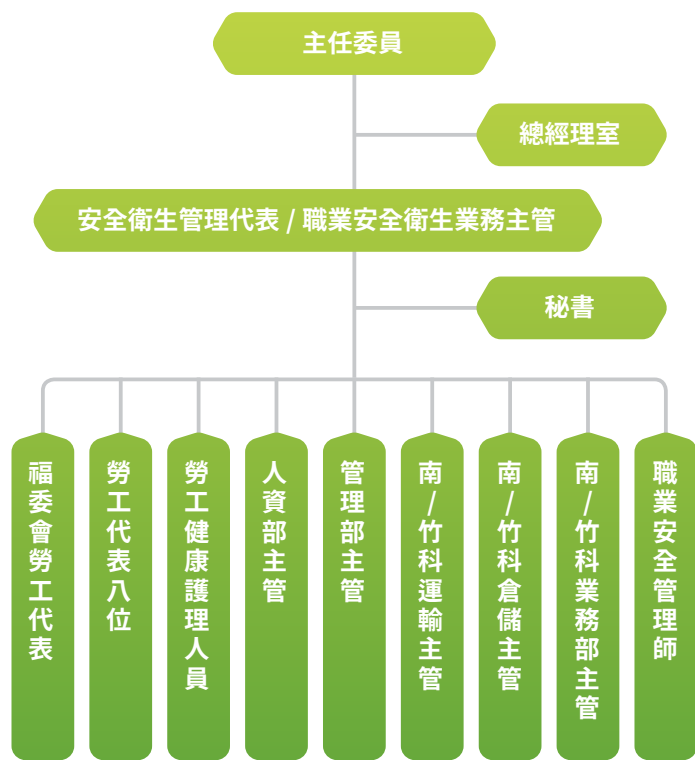 主任委員
總經理室
安全衛生管理代表 / 職業安全衛生業務主管
秘書
福委會勞工代表
勞工代表八位
勞工健康護理人員
人資部主管
管理部主管
南/竹科運輸主管
南/竹科倉儲主管
南/竹科業務部主管
職業安全管理師